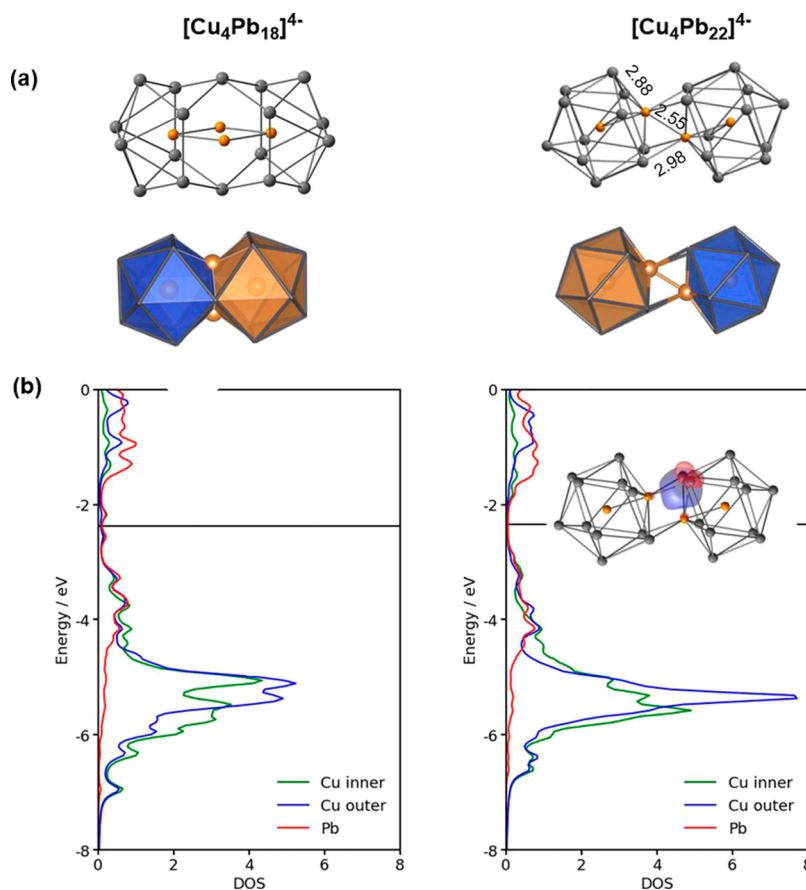 [Cu4Pb18]4- [Cu4Pb22]4-
(a)
2.88
2.55
2.98
(b)
0 0
-2 -2
-4 -4
-6 -6
-8 -8
Energy / eV Energy / eV
Cu inner Cu inner
Cu outer Cu outer
Pb Pb
0 2 4 6 8 0 2 4 6 8
DOS DOS